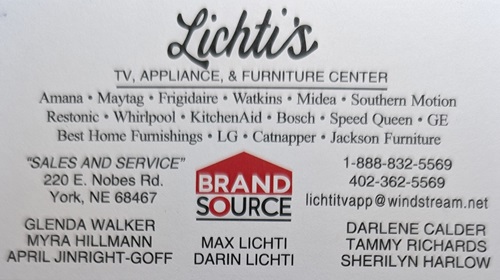 Lichti's
TV, APPLIANCE, & FURNITURE CENTER
Amana • Maytag • Frigidaire • Watkins • Midea • Southern Motion
Restonic • Whirlpool • KitchenAid • Bosch • Speed Queen • GE
Best Home Furnishings • LG • Catnapper • Jackson Furniture
"SALES AND SERVICE"
220 E. Nobes Rd.
York, NE 68467
BRAND
SOURCE
1-888-832-5569
402-362-5569
lichtitvapp@windstream.net
GLENDA WALKER
MYRA HILLMANN
APRIL JINRIGHT-GOFF
MAX LICHTI
DARIN LICHTI
DARLENE CALDER
TAMMY RICHARDS
SHERILYN HARLOW